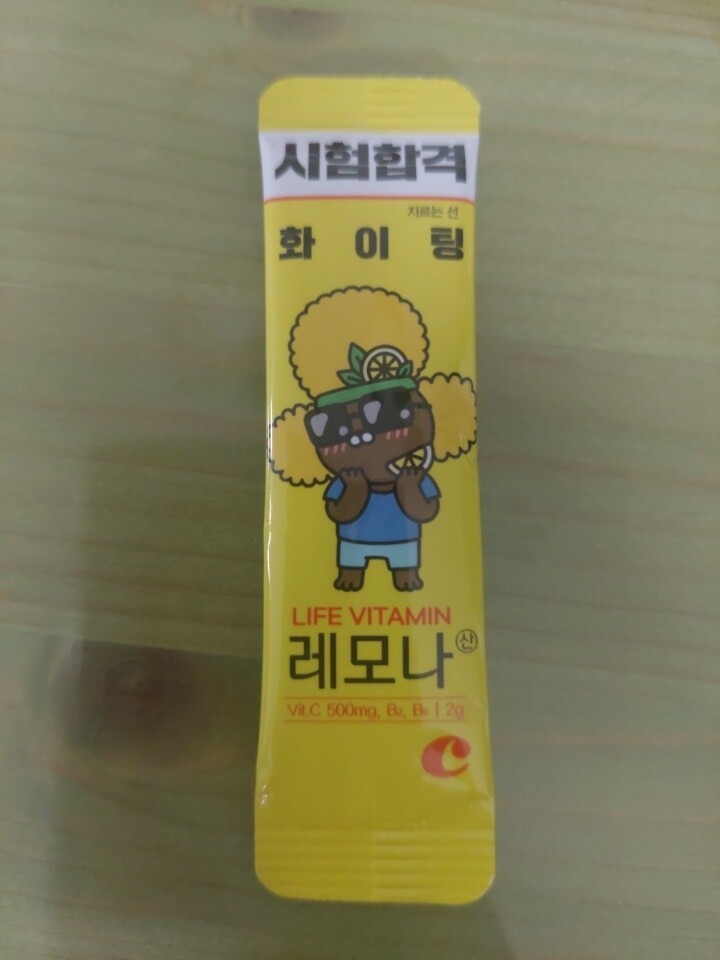 시험합격
자르는 선
화이팅
LIFE VITAMIN
레모나 산
Vit.C 500mg, B₂, B₆ | 2g